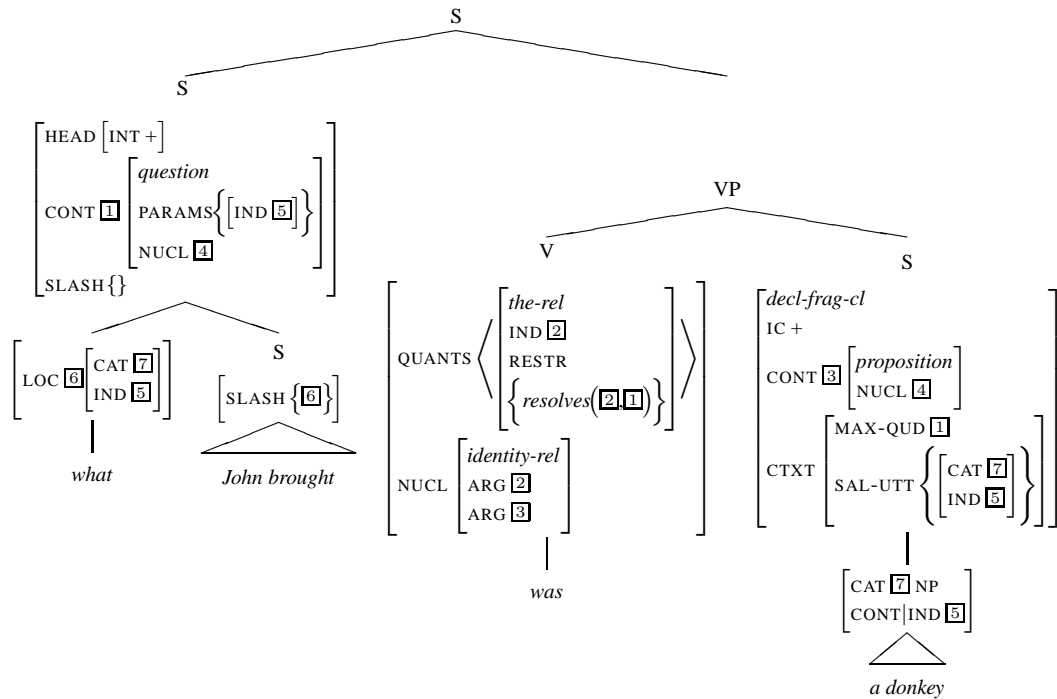 S
S
[HEAD [INT +]
CONT [1] [question
PARAMS{[IND [5]]}
NUCL [4]]
SLASH {}]
[LOC [6] [CAT [7]
IND [5]]]
what
S
[SLASH {[6]}]
John brought
VP
V
[QUANTS ⟨[the-rel
IND [2]
RESTR
{resolves([2],[1])}]⟩
NUCL [identity-rel
ARG [2]
ARG [3]]]
was
S
[decl-frag-cl
IC +
CONT [3] [proposition
NUCL [4]]
CTXT [MAX-QUD [1]
SAL-UTT {[CAT [7]
IND [5]]}]]
[CAT [7] NP
CONT|IND [5]]
a donkey